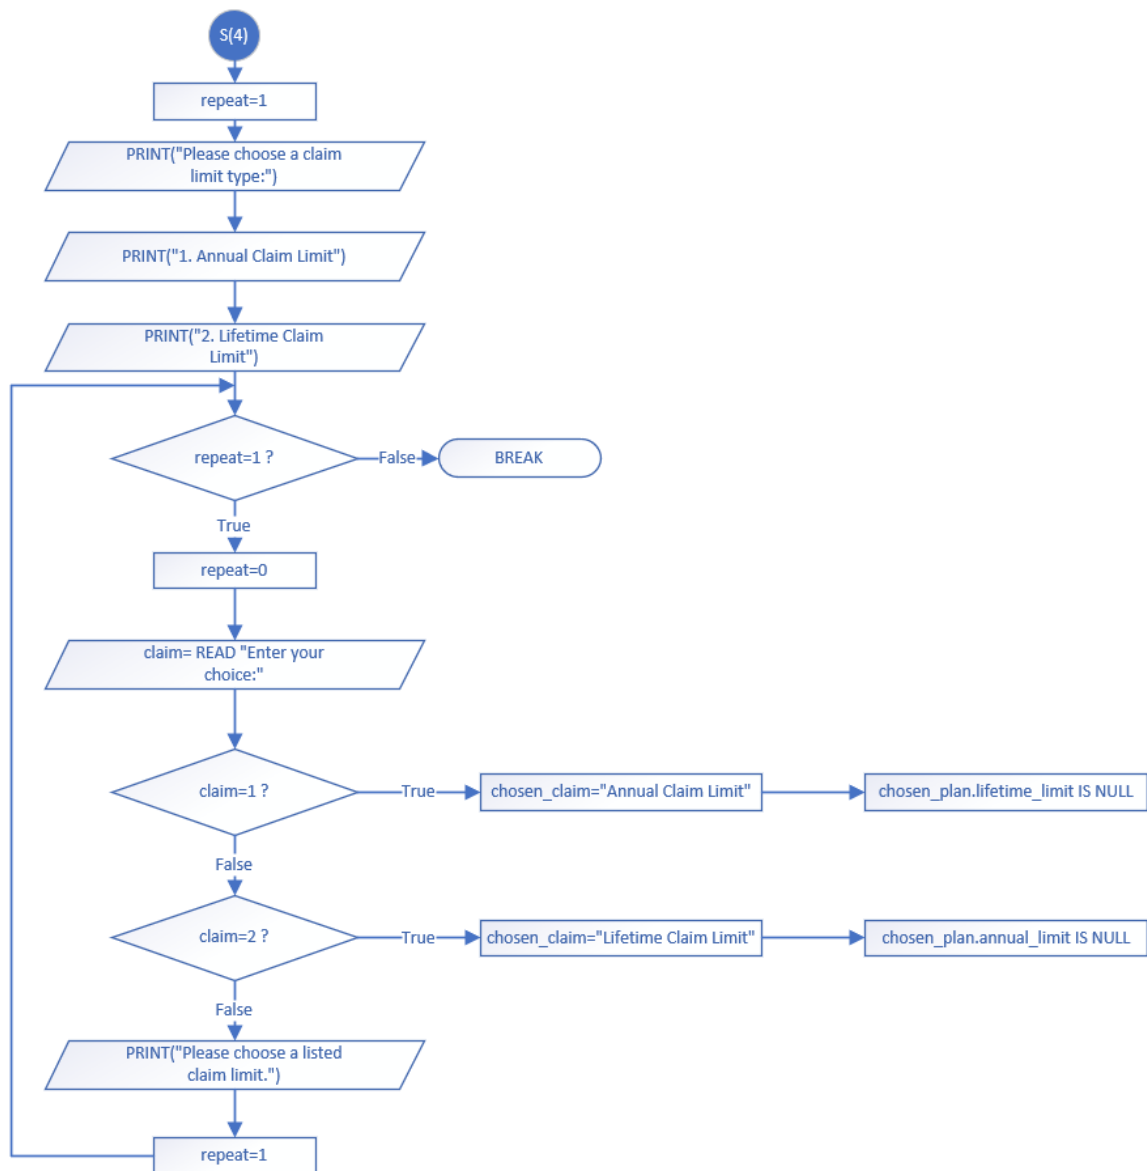 S(4)
repeat=1
PRINT("Please choose a claim
limit type:")
PRINT("1. Annual Claim Limit")
PRINT("2. Lifetime Claim
Limit")
repeat=1 ?
False
BREAK
True
repeat=0
claim= READ "Enter your
choice:"
claim=1 ?
True
chosen_claim="Annual Claim Limit"
chosen_plan.lifetime_limit IS NULL
False
claim=2 ?
True
chosen_claim="Lifetime Claim Limit"
chosen_plan.annual_limit IS NULL
False
PRINT("Please choose a listed
claim limit.")
repeat=1